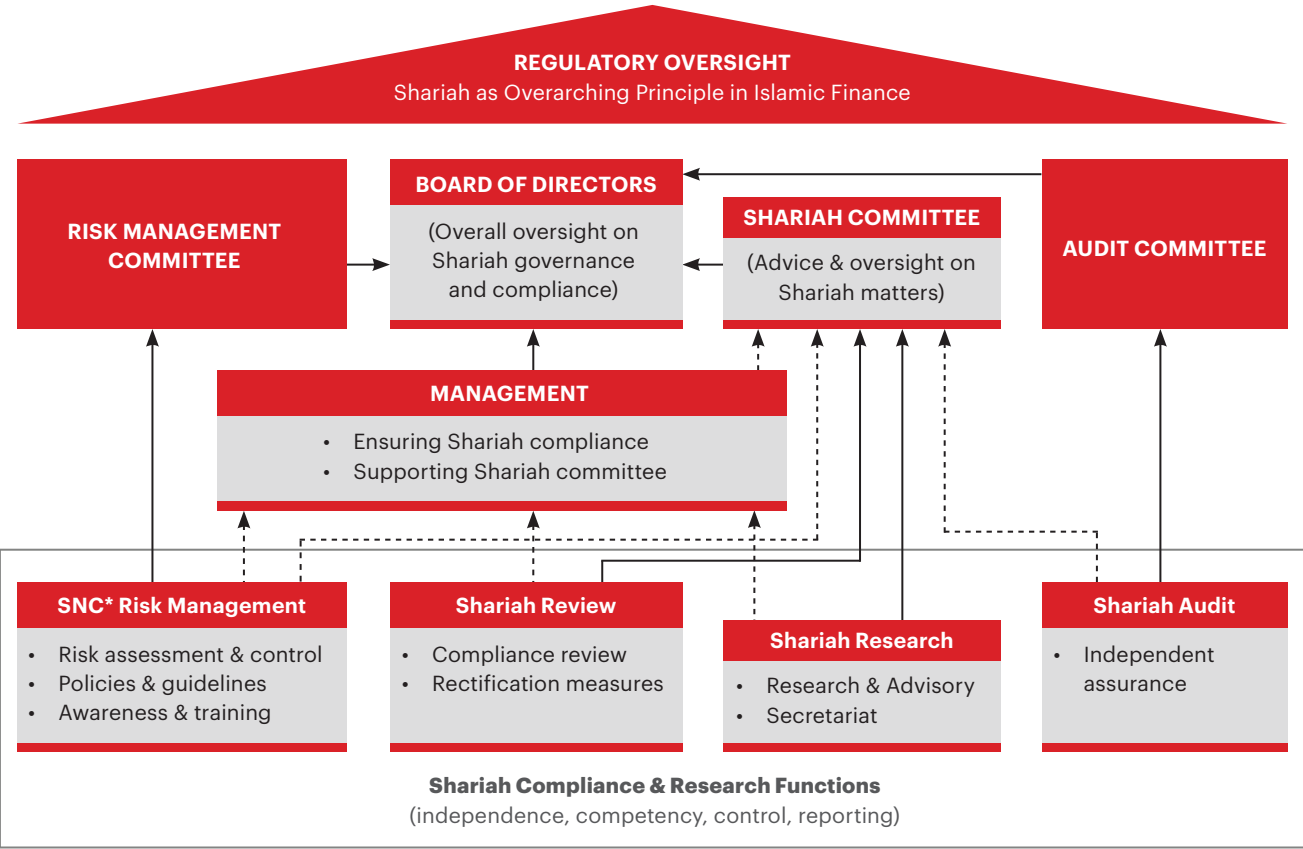 REGULATORY OVERSIGHT
Shariah as Overarching Principle in Islamic Finance
RISK MANAGEMENT
COMMITTEE
BOARD OF DIRECTORS
(Overall oversight on
Shariah governance
and compliance)
SHARIAH COMMITTEE
(Advice & oversight on
Shariah matters)
AUDIT COMMITTEE
MANAGEMENT
• Ensuring Shariah compliance
• Supporting Shariah committee
SNC* Risk Management
• Risk assessment & control
• Policies & guidelines
• Awareness & training
Shariah Review
• Compliance review
• Rectification measures
Shariah Research
• Research & Advisory
• Secretariat
Shariah Audit
• Independent
assurance
Shariah Compliance & Research Functions
(independence, competency, control, reporting)